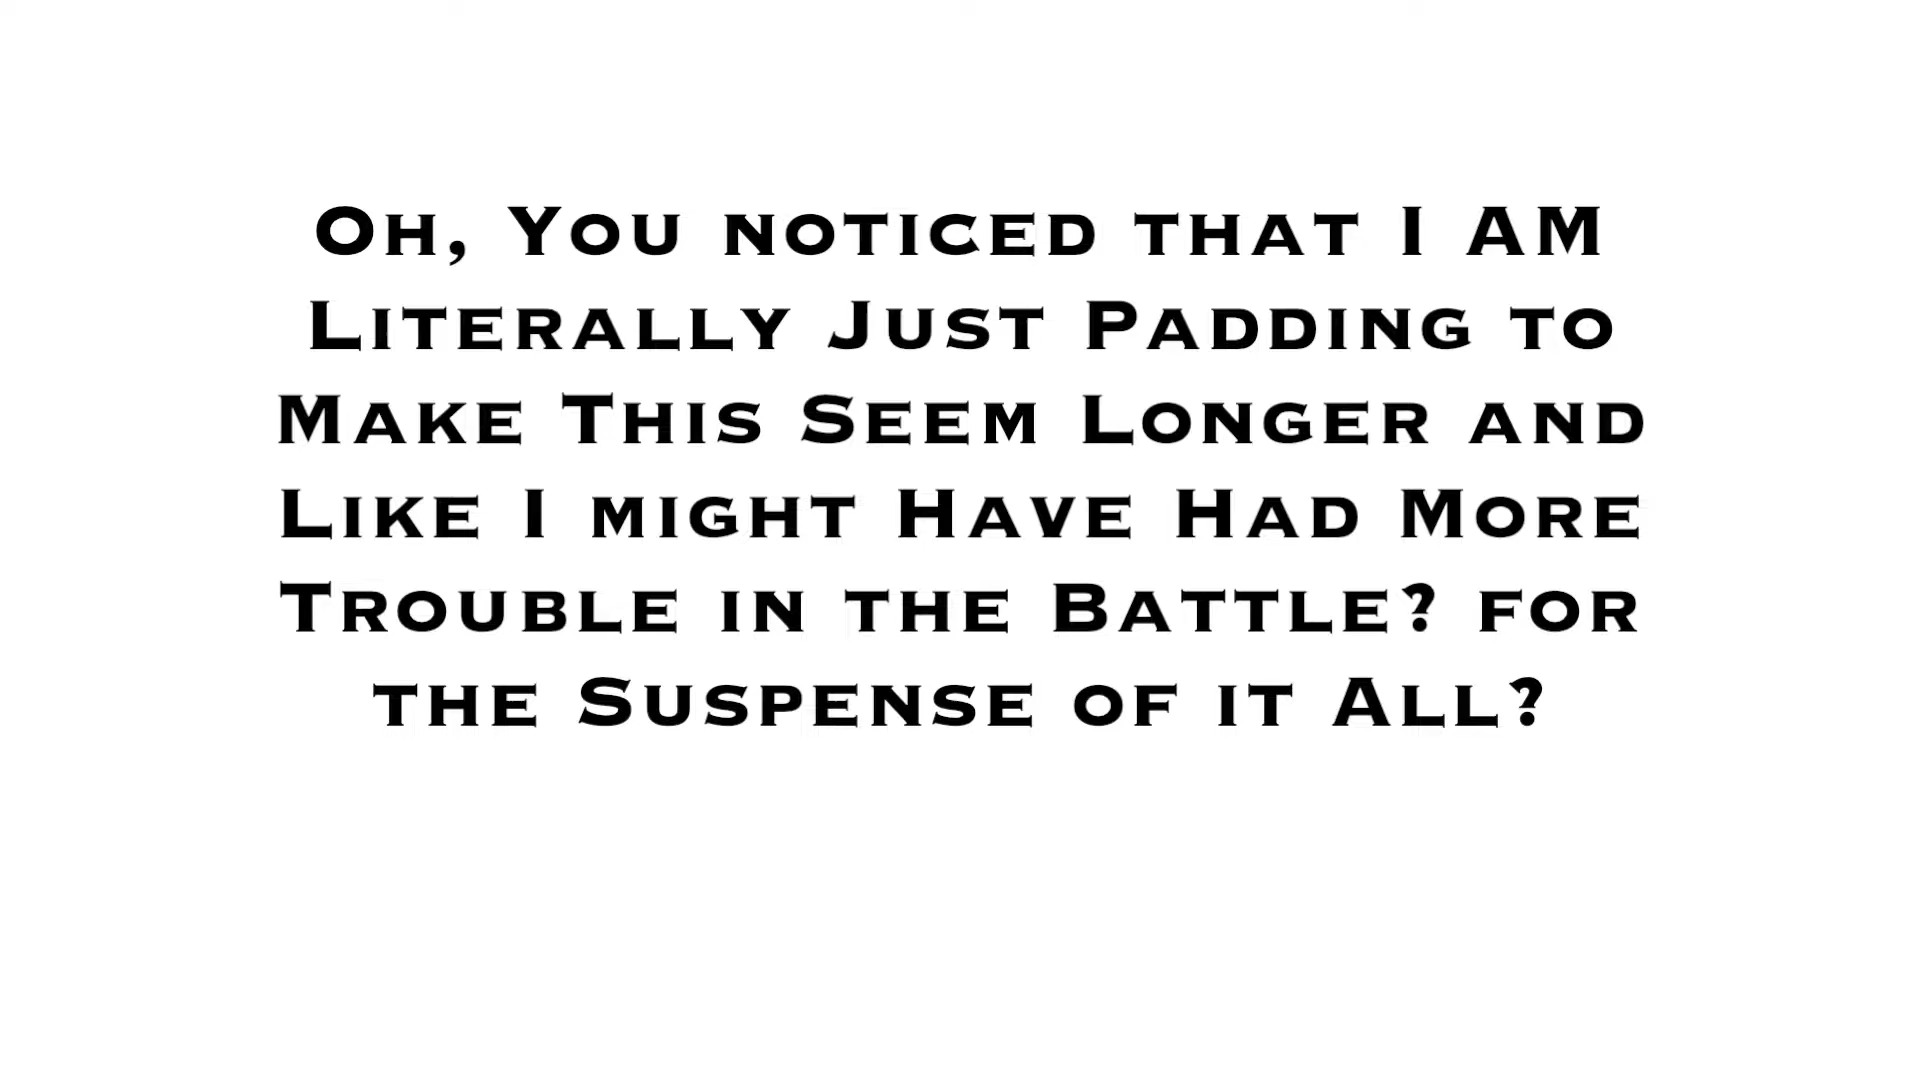 Oh, You noticed that I am
Literally Just Padding to
Make This Seem Longer and
Like I might Have Had More
Trouble in the Battle? for
the Suspense of it All?